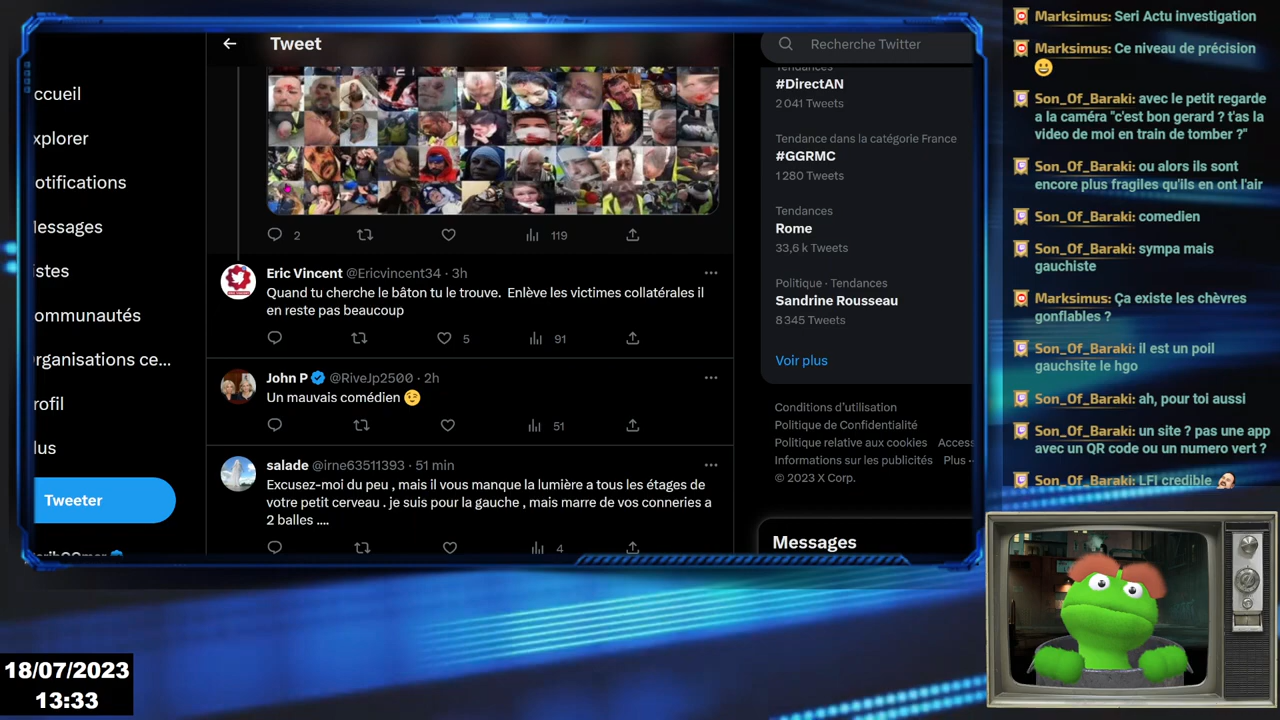 Tweet
Recherche Twitter
ccueil
xplorer
otifications
lessages
istes
ommunautés
rganisations ce...
rofil
lus
Tweeter
2
119
Eric Vincent @Ericvincent34 · 3h
Quand tu cherche le bâton tu le trouve. Enlève les victimes collatérales il
en reste pas beaucoup
5
91
John P @RiveJp2500 · 2h
Un mauvais comédien
51
salade @irne63511393 · 51 min
Excusez-moi du peu , mais il vous manque la lumière a tous les étages de
votre petit cerveau . je suis pour la gauche , mais marre de vos conneries a
2 balles ....
4
Tendances
#DirectAN
2 041 Tweets
Tendance dans la catégorie France
#GGRMC
1 280 Tweets
Tendances
Rome
33,6 k Tweets
Politique · Tendances
Sandrine Rousseau
8 345 Tweets
Voir plus
Conditions d'utilisation
Politique de Confidentialité
Politique relative aux cookies Access
Informations sur les publicités Plus ··
© 2023 X Corp.
Messages
Marksimus: Seri Actu investigation
Marksimus: Ce niveau de précision
Son_Of_Baraki: avec le petit regarde
a la caméra "c'est bon gerard ? t'as la
video de moi en train de tomber ?"
Son_Of_Baraki: ou alors ils sont
encore plus fragiles qu'ils en ont l'air
Son_Of_Baraki: comedien
Son_Of_Baraki: sympa mais
gauchiste
Marksimus: Ça existe les chèvres
gonflables ?
Son_Of_Baraki: il est un poil
gauchsite le hgo
Son_Of_Baraki: ah, pour toi aussi
Son_Of_Baraki: un site ? pas une app
avec un QR code ou un numero vert ?
Son_Of_Baraki: LFI credible
18/07/2023
13:33